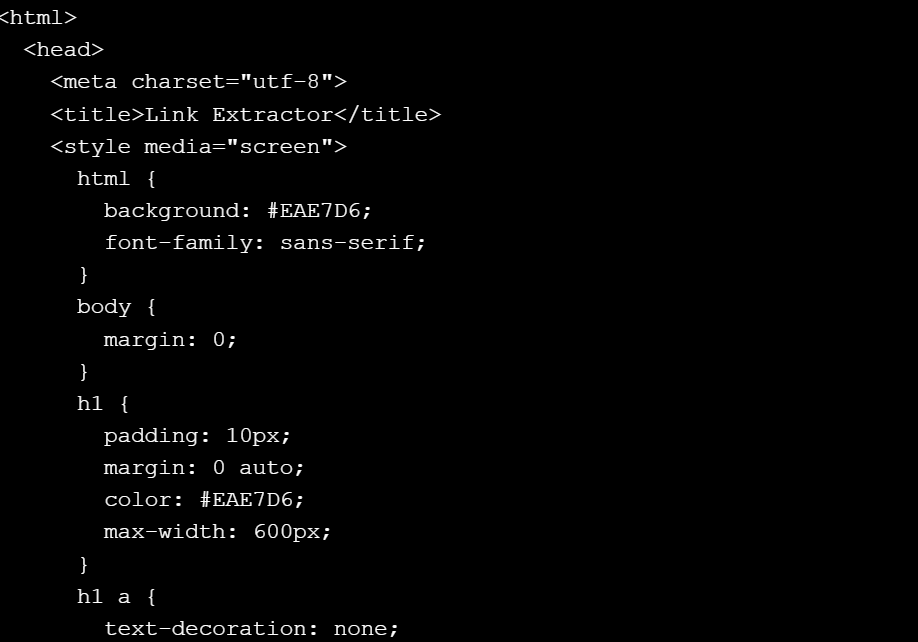 <html>
  <head>
    <meta charset="utf-8">
    <title>Link Extractor</title>
    <style media="screen">
      html {
        background: #EAE7D6;
        font-family: sans-serif;
      }
      body {
        margin: 0;
      }
      h1 {
        padding: 10px;
        margin: 0 auto;
        color: #EAE7D6;
        max-width: 600px;
      }
      h1 a {
        text-decoration: none;